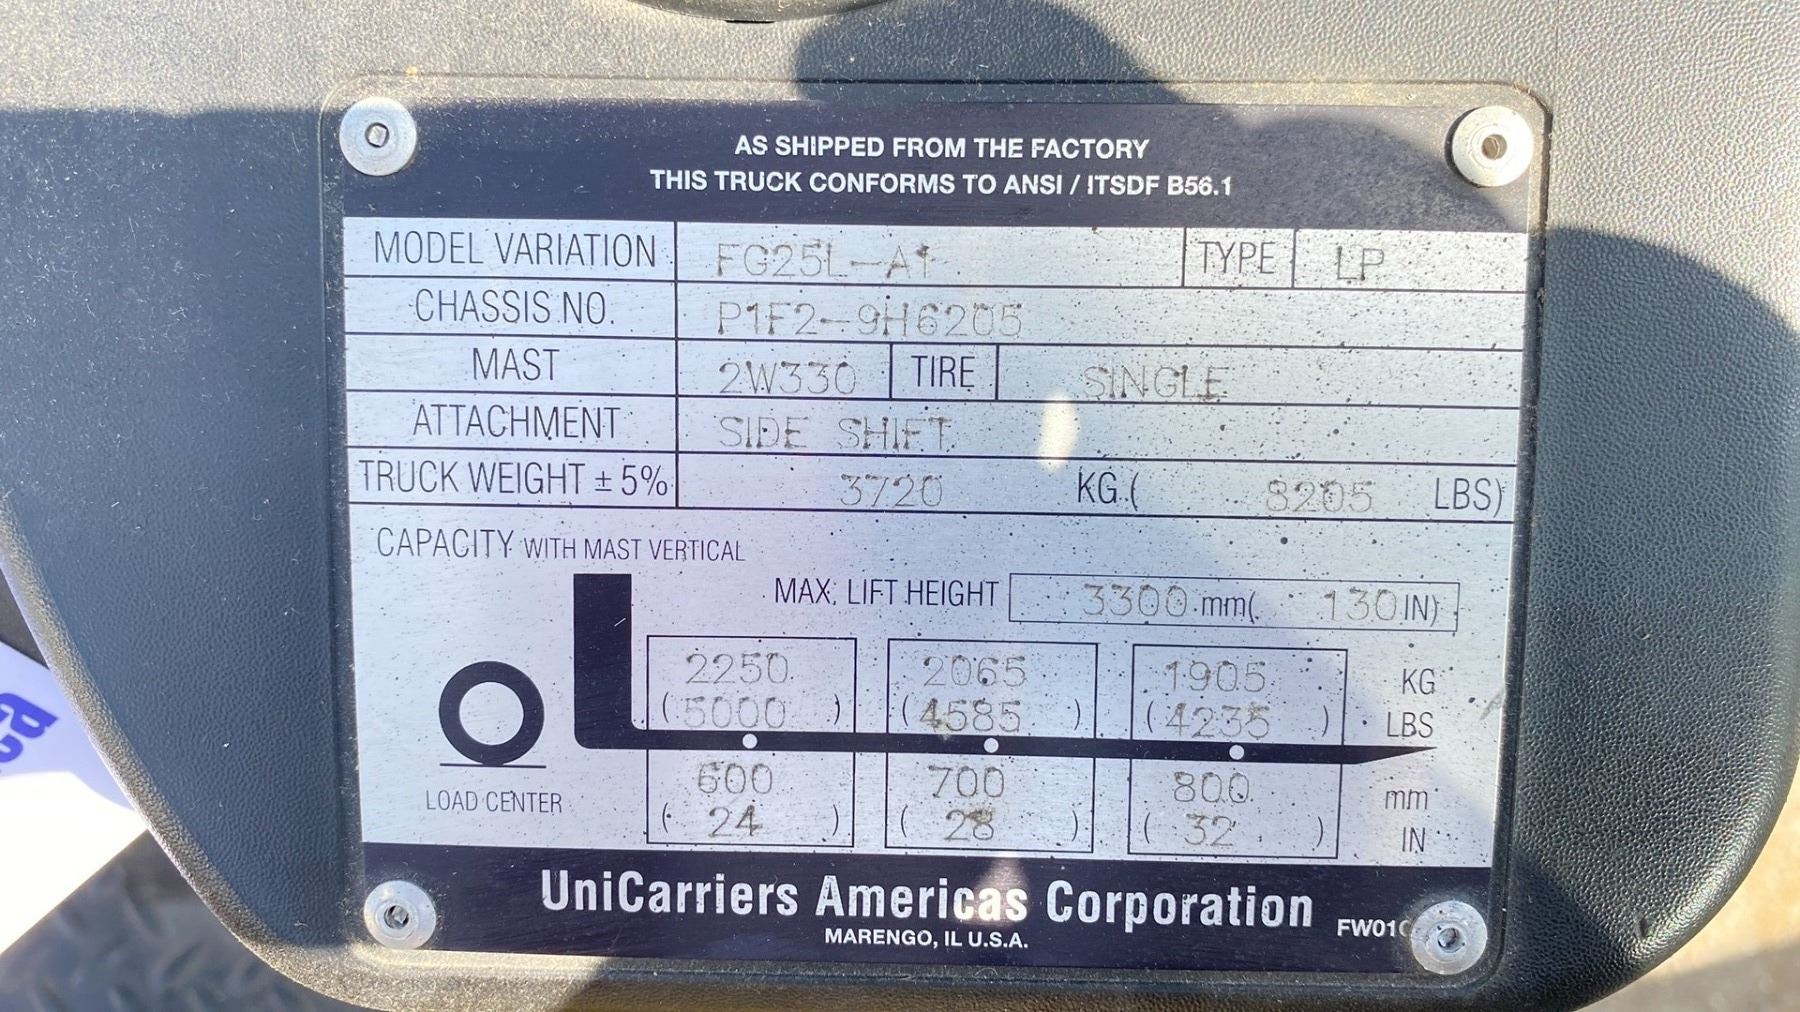 AS SHIPPED FROM THE FACTORY
THIS TRUCK CONFORMS TO ANSI / ITSDF B56.1
MODEL VARIATION FG25L-A1 TYPE LP
CHASSIS NO. P1F2-9H6205
MAST 2W330 TIRE SINGLE
ATTACHMENT SIDE SHIFT
TRUCK WEIGHT ± 5% 3720 KG ( 8205 LBS)
CAPACITY WITH MAST VERTICAL
MAX. LIFT HEIGHT 3300 mm( 130 IN)
2250 2065 1905 KG
(5000) (4585) (4235) LBS
600 700 800 mm
LOAD CENTER (24) (28) (32) IN
UniCarriers Americas Corporation
MARENGO, IL U.S.A.